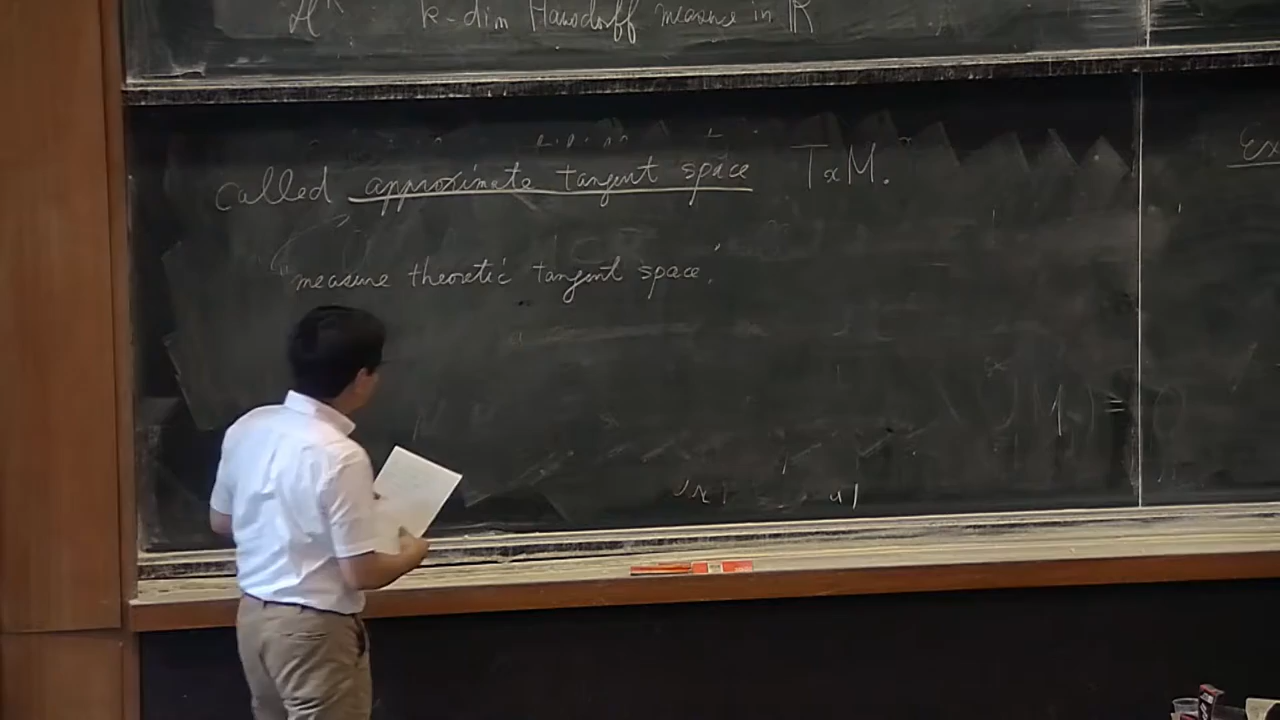 H^k k-dim Hausdorff measure in R
called approximate tangent space TxM.
"measure theoretic tangent space"
Ex